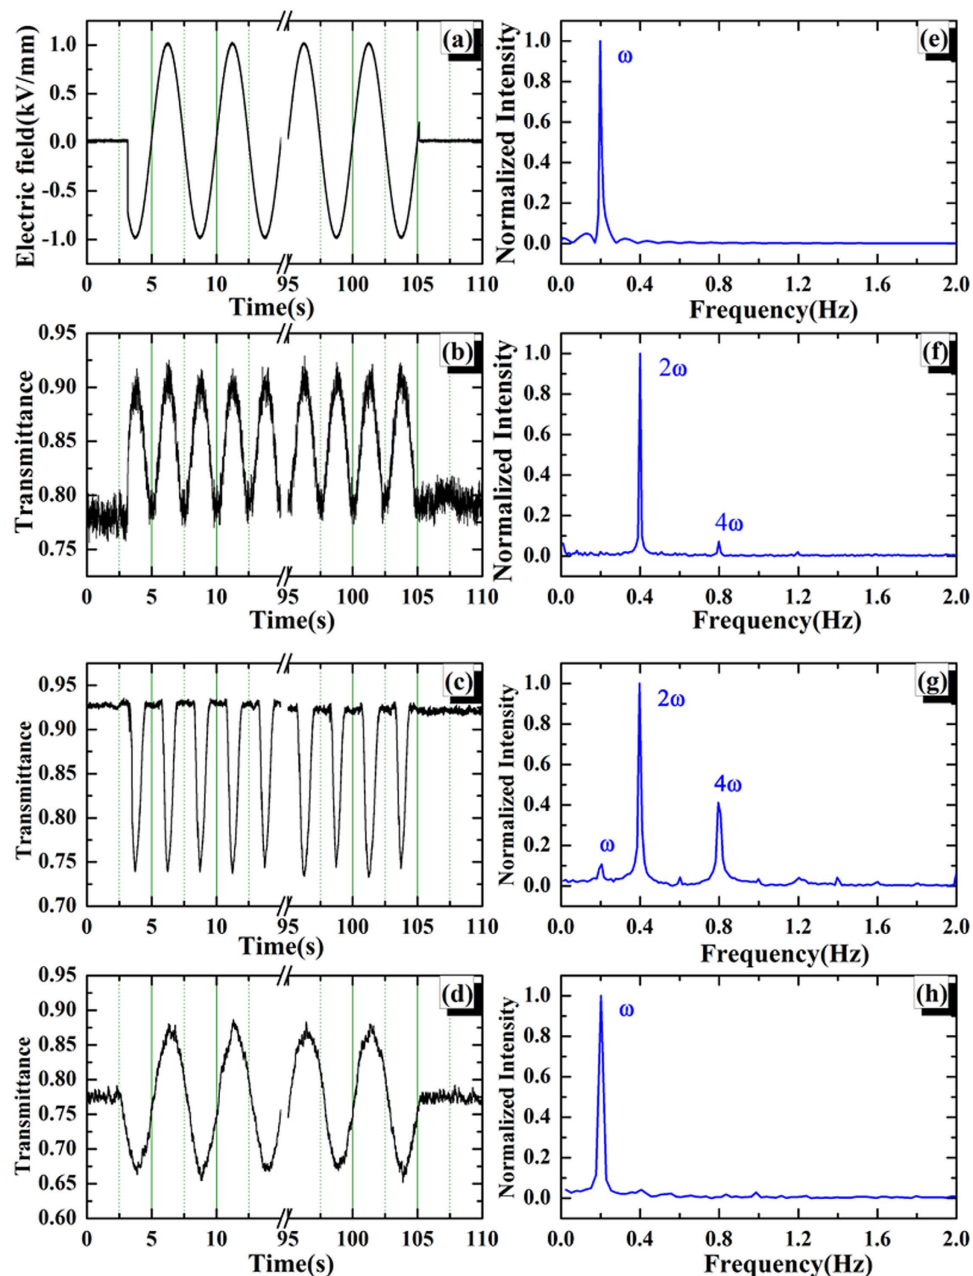 (a)
Electric field(kV/mm)
1.0
0.5
0.0
-0.5
-1.0
0 5 10 95 100 105 110
Time(s)
(e)
Normalized Intensity
1.0
0.8
0.6
0.4
0.2
0.0
ω
0.0 0.4 0.8 1.2 1.6 2.0
Frequency(Hz)
(b)
Transmittance
0.95
0.90
0.85
0.80
0.75
0 5 10 95 100 105 110
Time(s)
(f)
Normalized Intensity
1.0
0.8
0.6
0.4
0.2
0.0
2ω
4ω
0.0 0.4 0.8 1.2 1.6 2.0
Frequency(Hz)
(c)
Transmittance
0.95
0.90
0.85
0.80
0.75
0.70
0 5 10 95 100 105 110
Time(s)
(g)
Normalized Intensity
1.0
0.8
0.6
0.4
0.2
0.0
2ω
4ω
ω
0.0 0.4 0.8 1.2 1.6 2.0
Frequency(Hz)
(d)
Transmittance
0.95
0.90
0.85
0.80
0.75
0.70
0.65
0.60
0 5 10 95 100 105 110
Time(s)
(h)
Normalized Intensity
1.0
0.8
0.6
0.4
0.2
0.0
ω
0.0 0.4 0.8 1.2 1.6 2.0
Frequency(Hz)